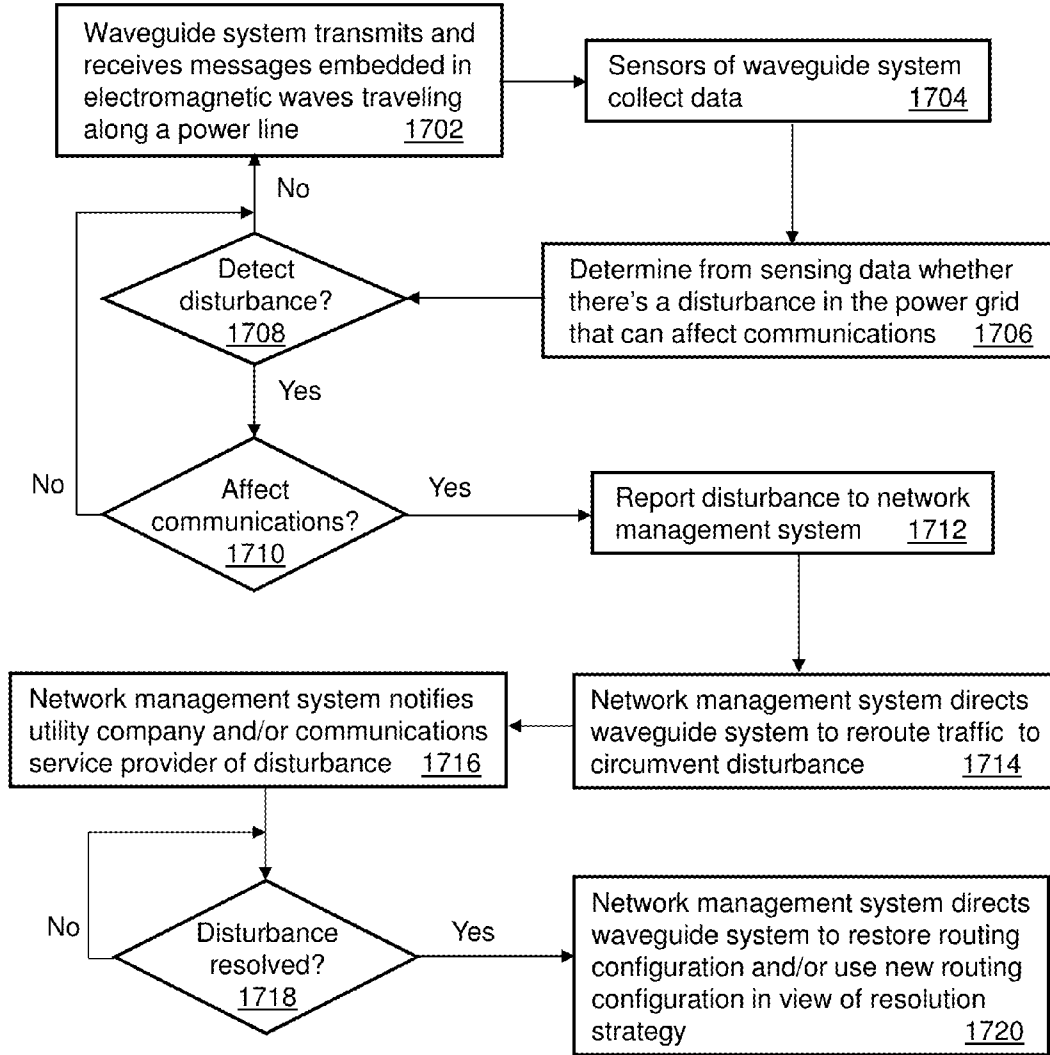 Waveguide system transmits and
receives messages embedded in
electromagnetic waves traveling
along a power line 1702
Sensors of waveguide system
collect data 1704
No
Detect
disturbance?
1708
Determine from sensing data whether
there's a disturbance in the power grid
that can affect communications 1706
Yes
No
Affect
communications?
1710
Yes
Report disturbance to network
management system 1712
Network management system notifies
utility company and/or communications
service provider of disturbance 1716
Network management system directs
waveguide system to reroute traffic to
circumvent disturbance 1714
No
Disturbance
resolved?
1718
Yes
Network management system directs
waveguide system to restore routing
configuration and/or use new routing
configuration in view of resolution
strategy 1720